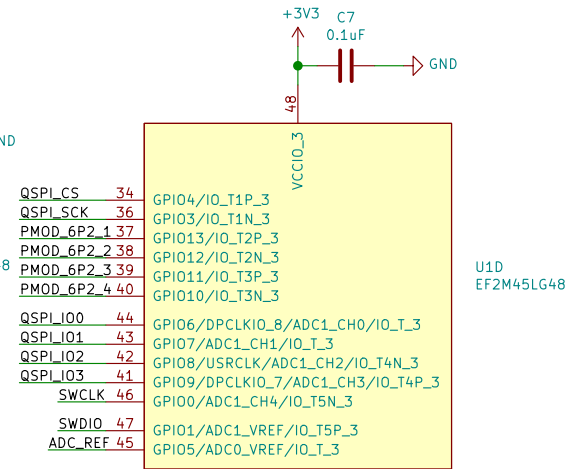 +3V3
C7
0.1uF
GND
48
VCCIO_3
ND
QSPI_CS 34 GPIO4/IO_T1P_3
QSPI_SCK 36 GPIO3/IO_T1N_3
PMOD_6P2_1 37 GPIO13/IO_T2P_3
PMOD_6P2_2 38 GPIO12/IO_T2N_3
48
PMOD_6P2_3 39 GPIO11/IO_T3P_3
PMOD_6P2_4 40 GPIO10/IO_T3N_3
U1D
EF2M45LG48
QSPI_IO0 44 GPIO6/DPCLKIO_8/ADC1_CH0/IO_T_3
QSPI_IO1 43 GPIO7/ADC1_CH1/IO_T_3
QSPI_IO2 42 GPIO8/USRCLK/ADC1_CH2/IO_T4N_3
QSPI_IO3 41 GPIO9/DPCLKIO_7/ADC1_CH3/IO_T4P_3
SWCLK 46 GPIO0/ADC1_CH4/IO_T5N_3
SWDIO 47 GPIO1/ADC1_VREF/IO_T5P_3
ADC_REF 45 GPIO5/ADC0_VREF/IO_T_3